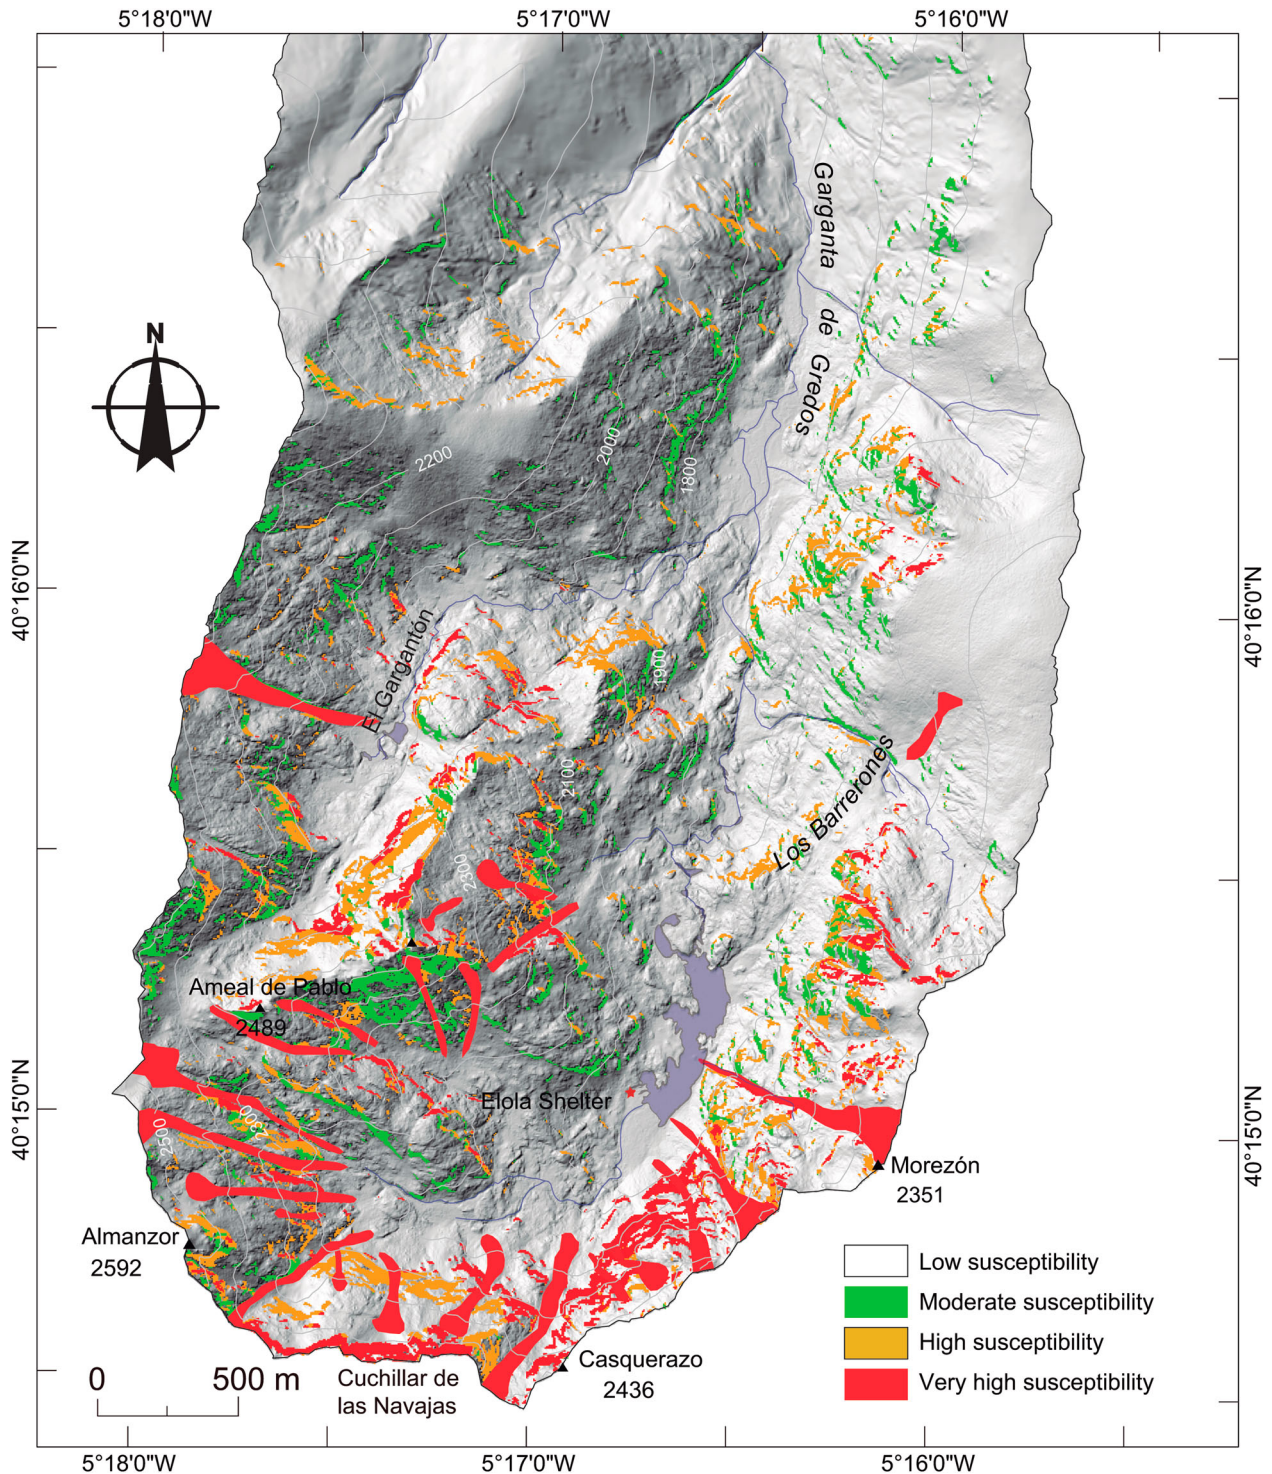 5°18'0"W
5°17'0"W
5°16'0"W
Garganta de Gredos
N
2200
2000
1800
40°16'0"N
40°16'0"N
El Gargantón
1900
2100
Los Barrerones
2300
Ameal de Pablo
2489
Elola Shelter
40°15'0"N
40°15'0"N
2500
2300
Morezón
2351
Almanzor
2592
Low susceptibility
Moderate susceptibility
High susceptibility
Very high susceptibility
Casquerazo
2436
0
500 m
Cuchillar de
las Navajas
5°18'0"W
5°17'0"W
5°16'0"W